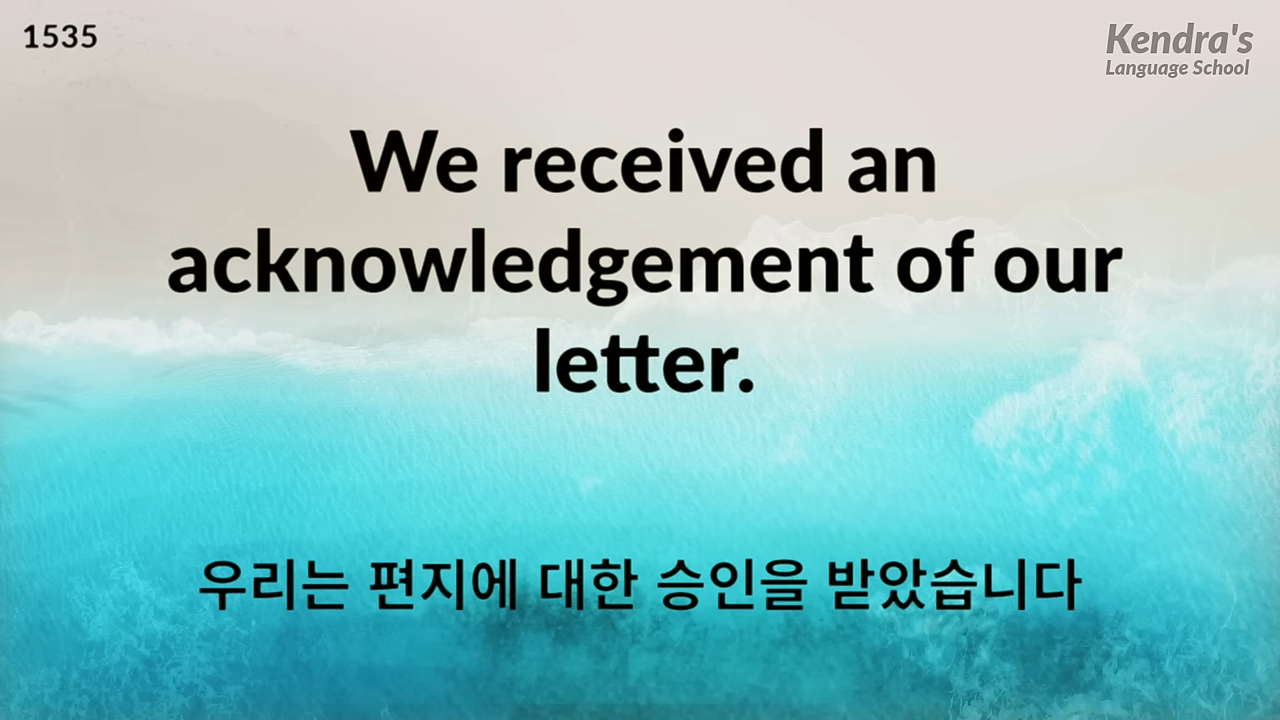 1535
Kendra's
Language School
We received an
acknowledgement of our
letter.
우리는 편지에 대한 승인을 받았습니다